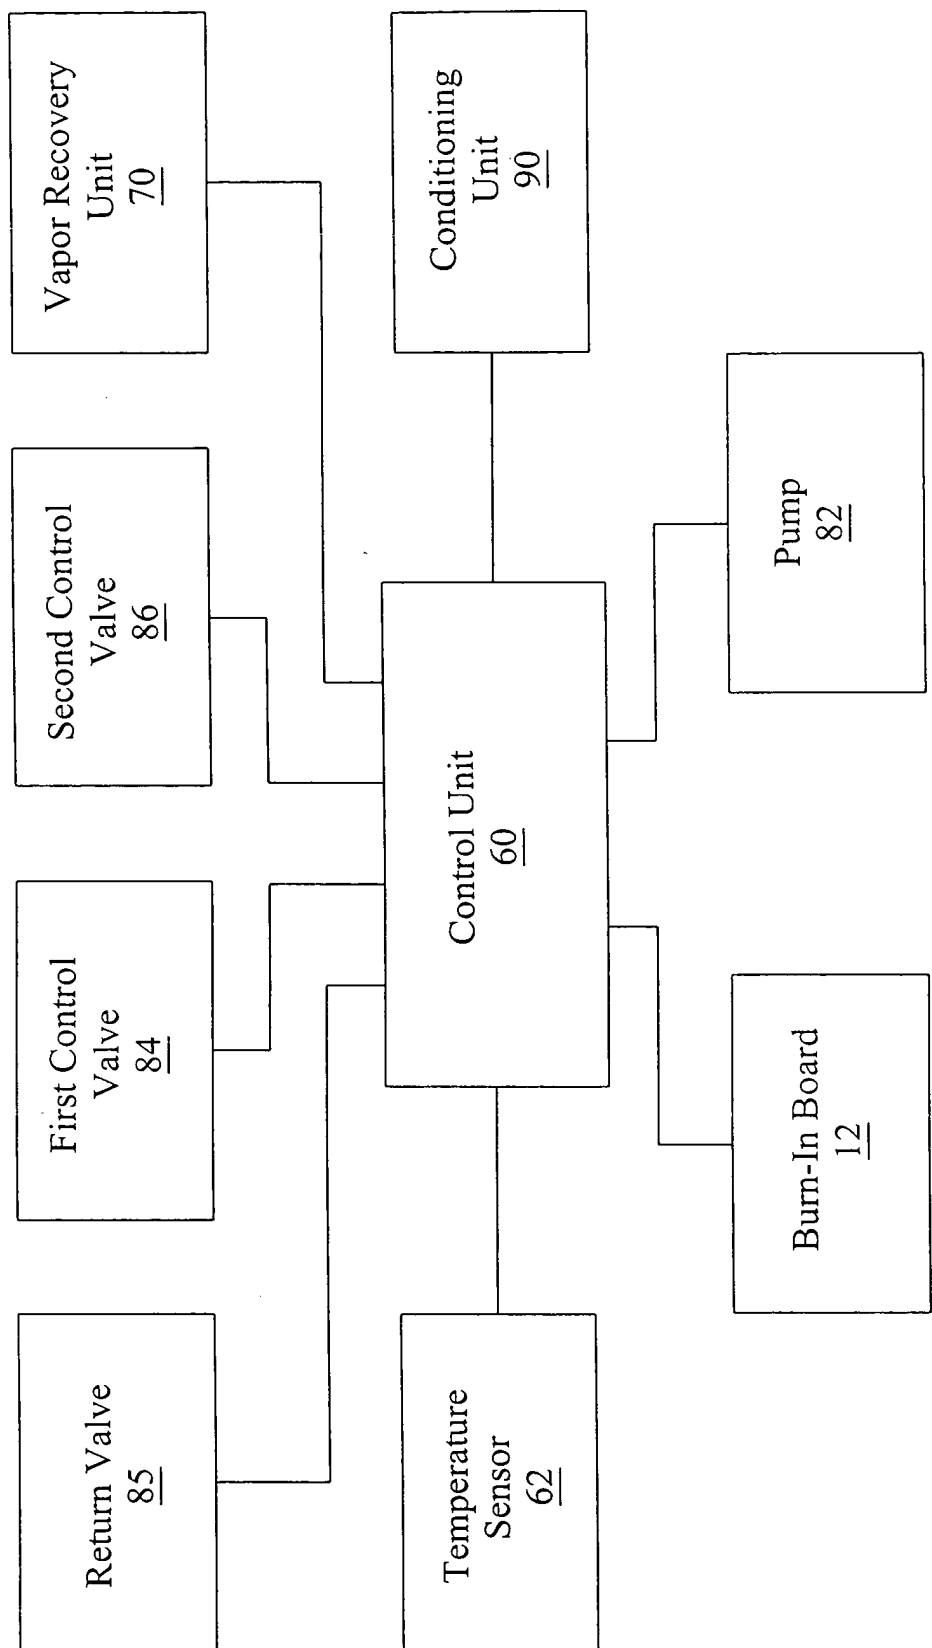 Return Valve
85
First Control
Valve
84
Second Control
Valve
86
Vapor Recovery
Unit
70
Temperature
Sensor
62
Control Unit
60
Conditioning
Unit
90
Burn-In Board
12
Pump
82